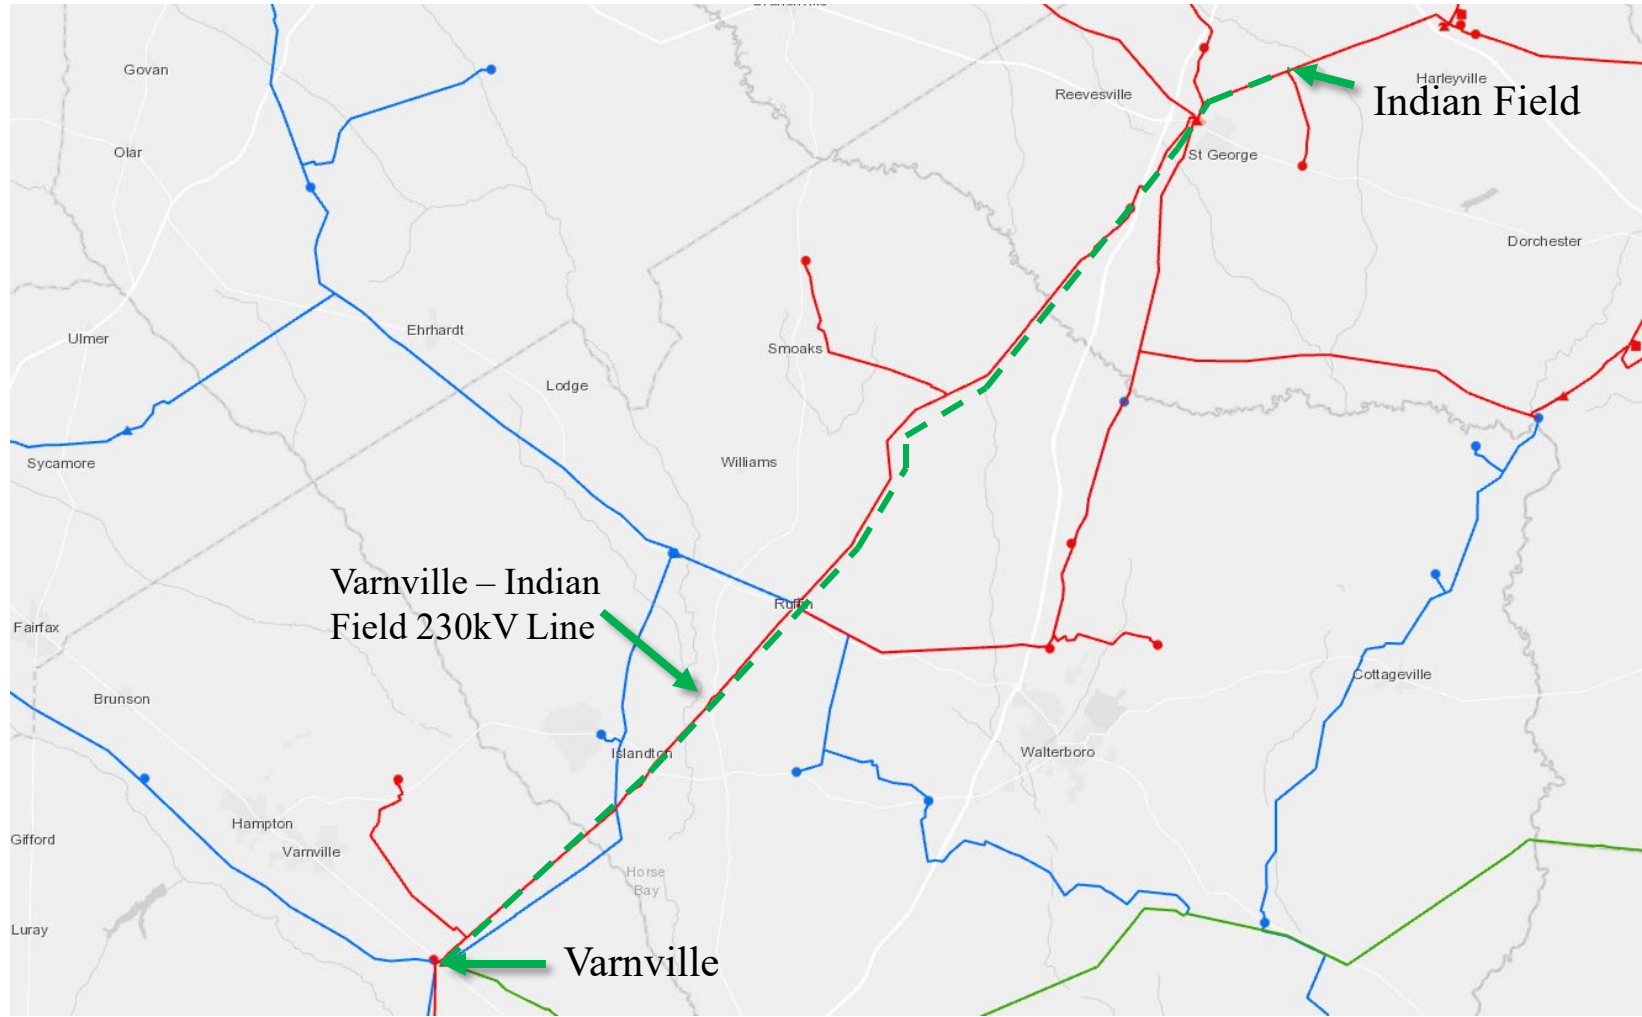 Govan
Reevesville
Harleyville
Indian Field
Olar
St George
Dorchester
Ulmer
Ehrhardt
Smoaks
Lodge
Sycamore
Williams
Varnville – Indian
Field 230kV Line
Ruffin
Fairfax
Cottageville
Brunson
Islandton
Walterboro
Hampton
Gifford
Varnville
Horse
Bay
Luray
Varnville